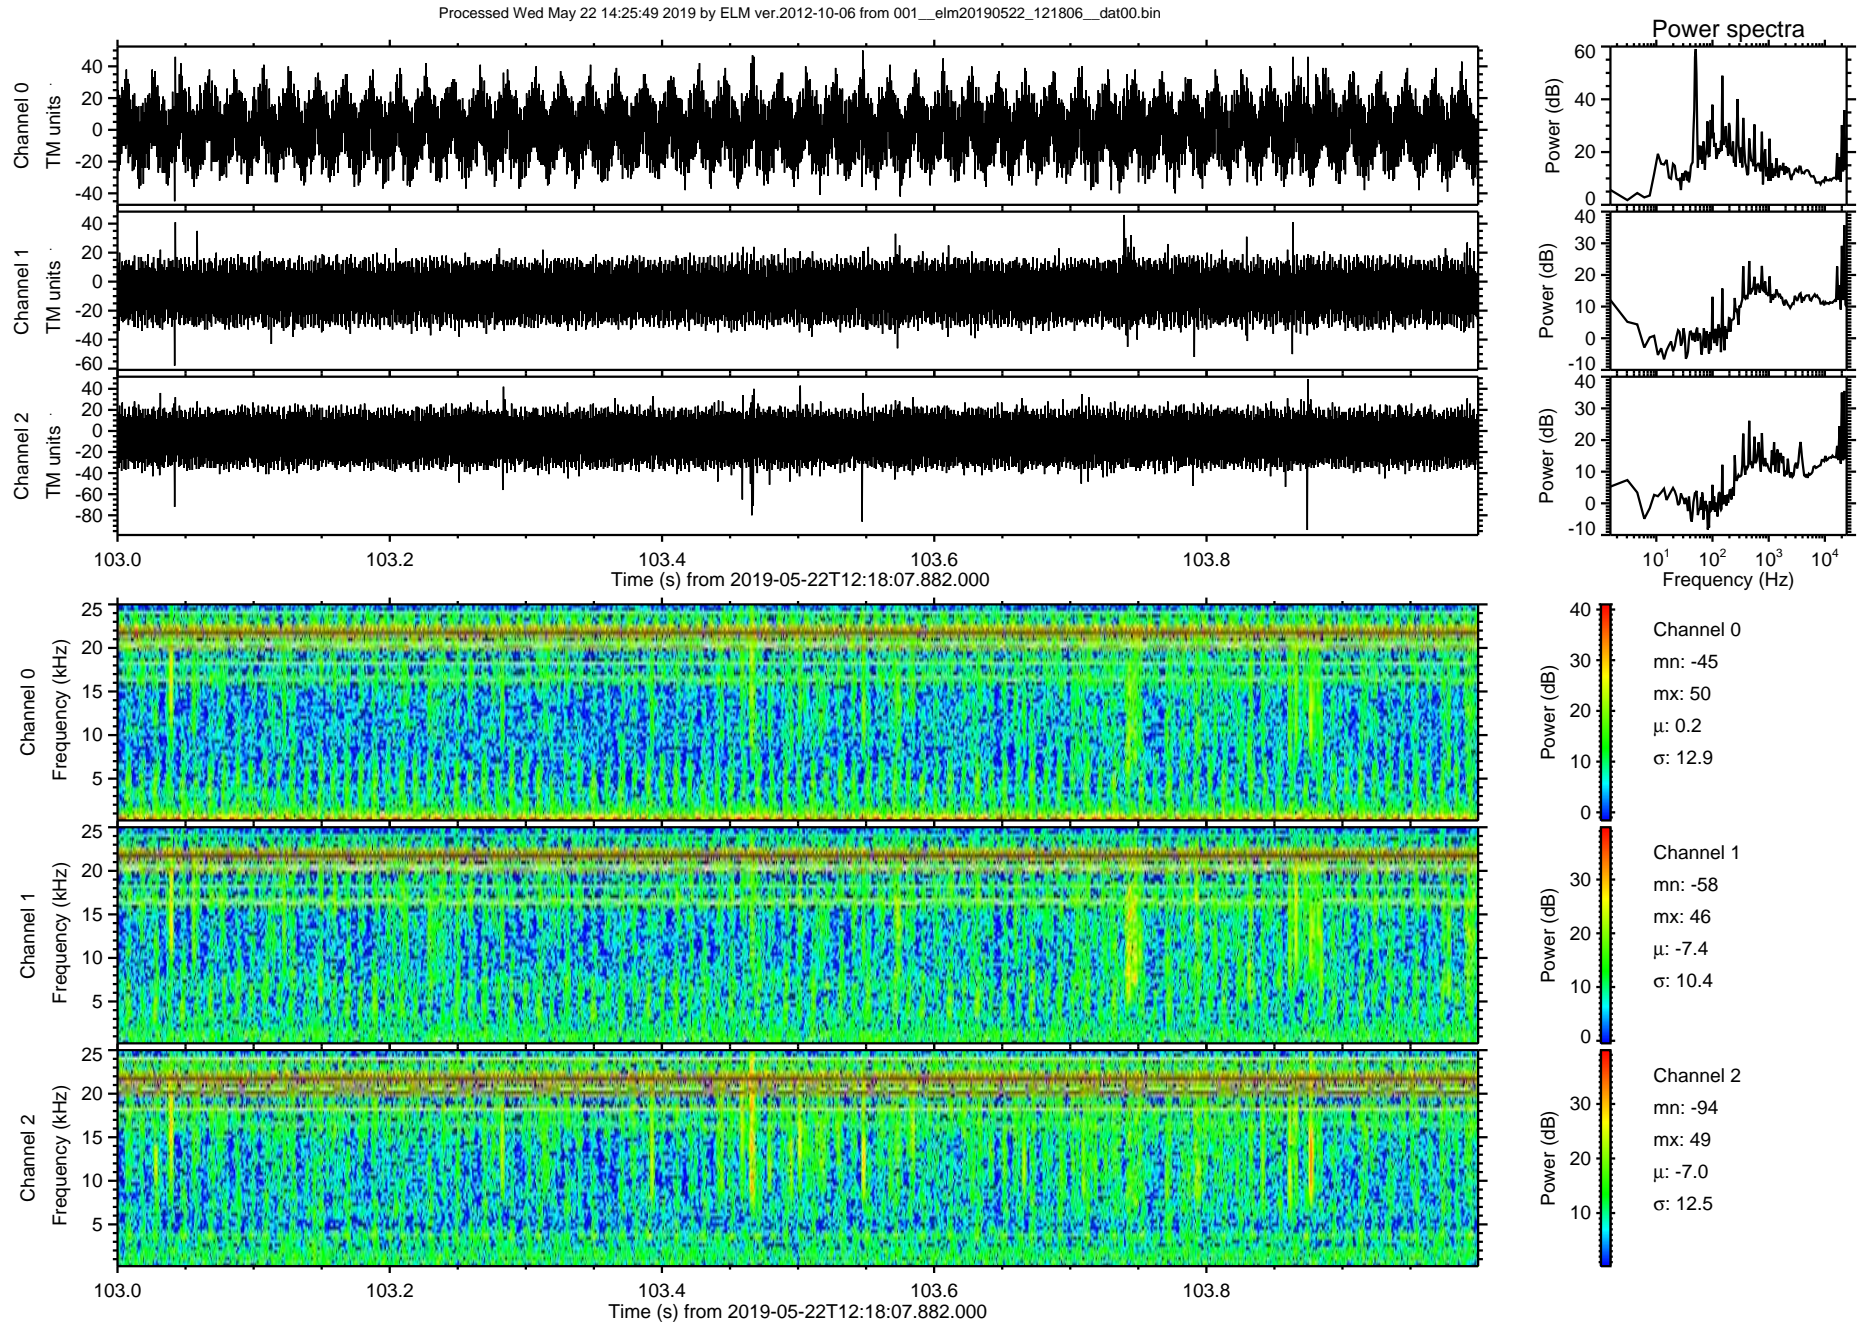 Processed Wed May 22 14:25:49 2019 by ELM ver.2012-10-06 from 001__elm20190522_121806__dat00.bin
Power spectra
Channel 0
TM units
40
20
0
-20
-40
Power (dB)
60
40
20
0
Channel 1
TM units
40
20
0
-20
-40
-60
Power (dB)
40
30
20
10
0
-10
Channel 2
TM units
40
20
0
-20
-40
-60
-80
Power (dB)
40
30
20
10
0
-10
103.0 103.2 103.4 103.6 103.8
Time (s) from 2019-05-22T12:18:07.882.000
10¹ 10² 10³ 10⁴
Frequency (Hz)
Channel 0
Frequency (kHz)
25
20
15
10
5
Power (dB)
40
30
20
10
0
Channel 0
mn: -45
mx: 50
μ: 0.2
σ: 12.9
Channel 1
Frequency (kHz)
25
20
15
10
5
Power (dB)
30
20
10
0
Channel 1
mn: -58
mx: 46
μ: -7.4
σ: 10.4
Channel 2
Frequency (kHz)
25
20
15
10
5
Power (dB)
30
20
10
Channel 2
mn: -94
mx: 49
μ: -7.0
σ: 12.5
103.0 103.2 103.4 103.6 103.8
Time (s) from 2019-05-22T12:18:07.882.000